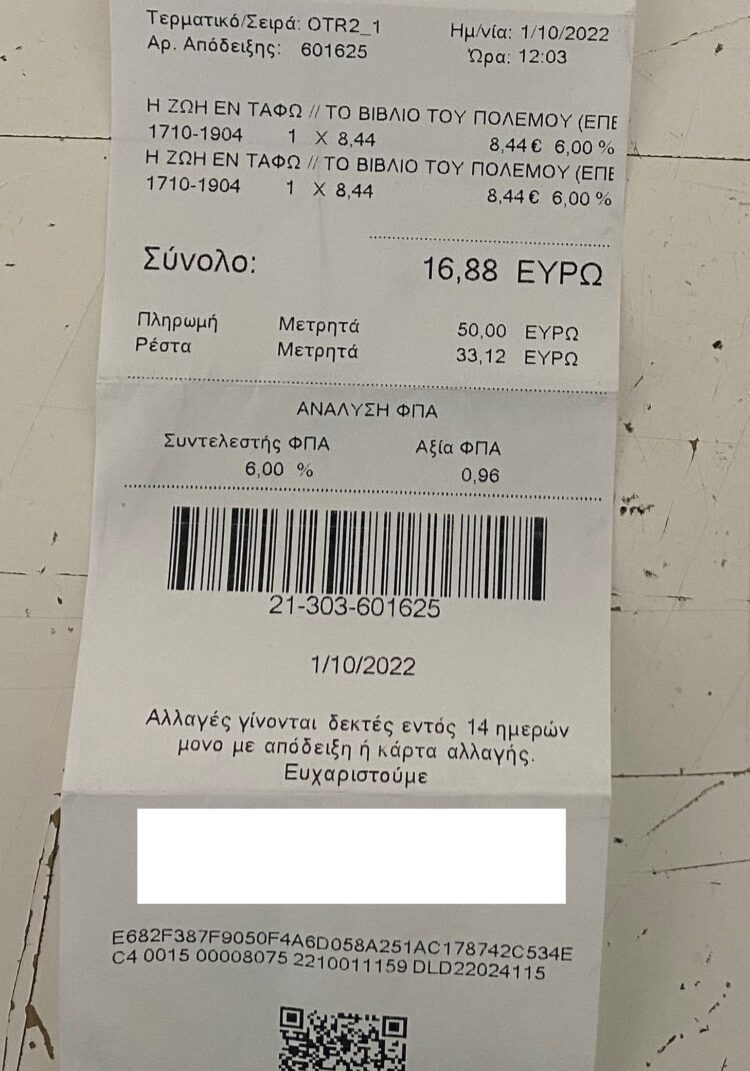 Τερματικό/Σειρά: OTR2_1 Ημ/νία: 1/10/2022
Αρ. Απόδειξης: 601625 Ώρα: 12:03
Η ΖΩΗ ΕΝ ΤΑΦΩ // ΤΟ ΒΙΒΛΙΟ ΤΟΥ ΠΟΛΕΜΟΥ (ΕΠΕ
1710-1904 1 X 8,44 8,44 € 6,00 %
Η ΖΩΗ ΕΝ ΤΑΦΩ // ΤΟ ΒΙΒΛΙΟ ΤΟΥ ΠΟΛΕΜΟΥ (ΕΠΕ
1710-1904 1 X 8,44 8,44 € 6,00 %
Σύνολο: 16,88 ΕΥΡΩ
Πληρωμή Μετρητά 50,00 ΕΥΡΩ
Ρέστα Μετρητά 33,12 ΕΥΡΩ
ΑΝΑΛΥΣΗ ΦΠΑ
Συντελεστής ΦΠΑ Αξία ΦΠΑ
6,00 % 0,96
21-303-601625
1/10/2022
Αλλαγές γίνονται δεκτές εντός 14 ημερών
μονο με απόδειξη ή κάρτα αλλαγής.
Ευχαριστούμε
E682F387F9050F4A6D058A251AC178742C534E
C4 0015 00008075 2210011159 DLD22024115